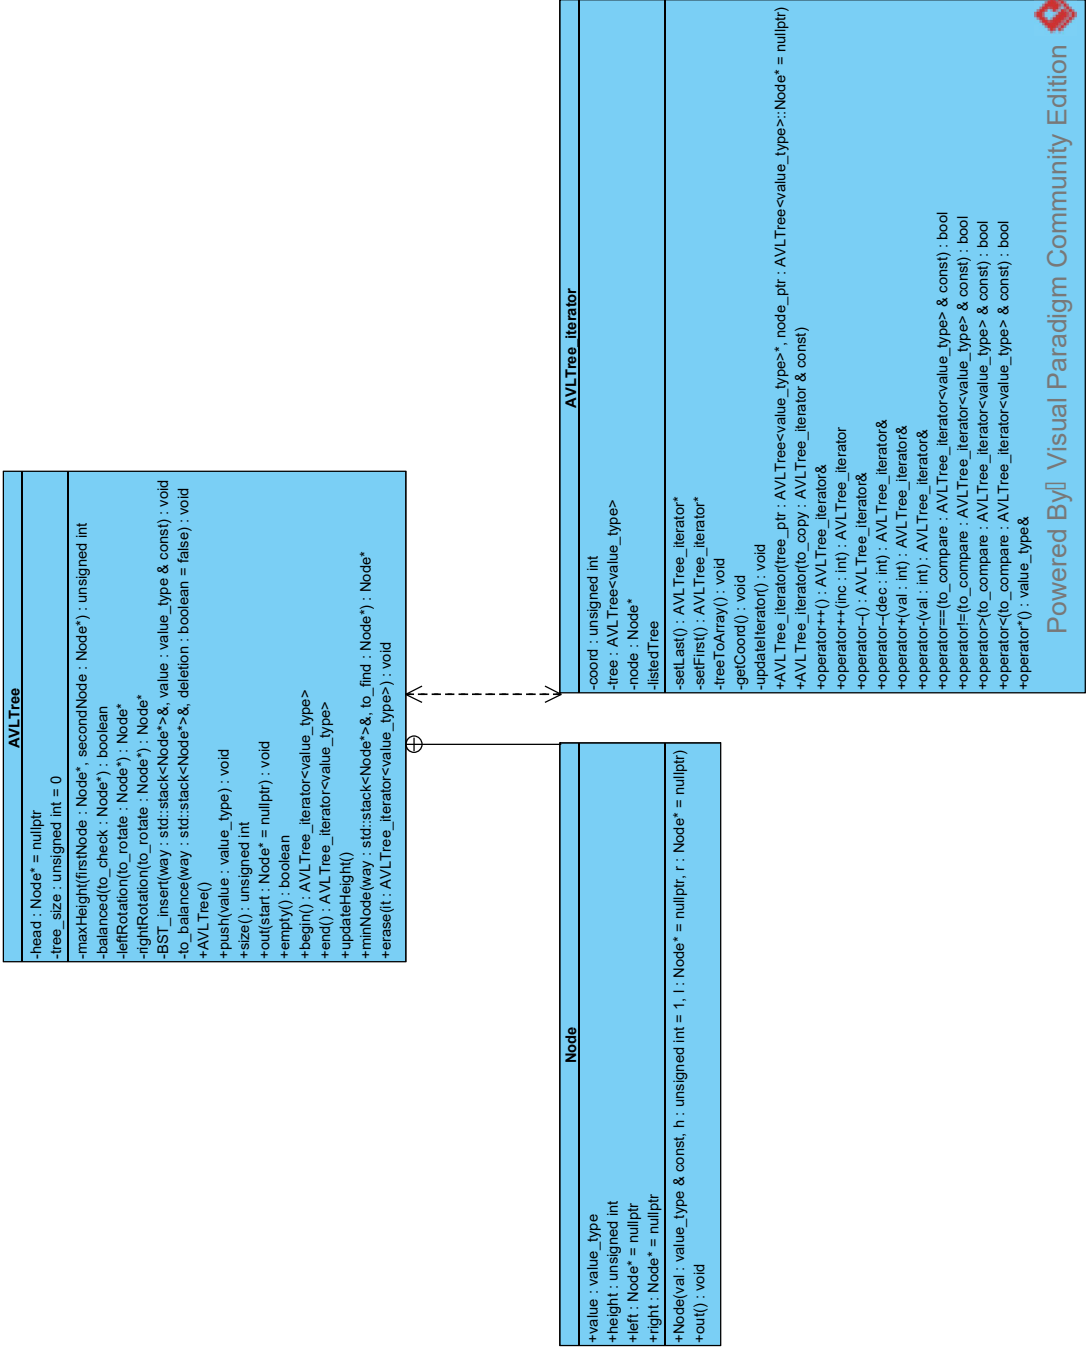 AVLTree
-head : Node* = nullptr
-tree_size : unsigned int = 0
-maxHeight(firstNode : Node*, secondNode : Node*) : unsigned int
-balanced(to_check : Node*) : boolean
-leftRotation(to_rotate : Node*) : Node*
-rightRotation(to_rotate : Node*) : Node*
-BST_insert(way : std::stack<Node*>&, value : value_type & const) : void
-to_balance(way : std::stack<Node*>&, deletion : boolean = false) : void
+AVLTree()
+push(value : value_type) : void
+size() : unsigned int
+out(start : Node* = nullptr) : void
+empty() : boolean
+begin() : AVLTree_iterator<value_type>
+end() : AVLTree_iterator<value_type>
+updateHeight()
+minNode(way : std::stack<Node*>&, to_find : Node*) : Node*
+erase(it : AVLTree_iterator<value_type>) : void
Node
+value : value_type
+height : unsigned int
+left : Node* = nullptr
+right : Node* = nullptr
+Node(val : value_type & const, h : unsigned int = 1, l : Node* = nullptr, r : Node* = nullptr)
+out() : void
AVLTree_iterator
-coord : unsigned int
-tree : AVLTree<value_type>
-node : Node*
-listedTree
-setLast() : AVLTree_iterator*
-setFirst() : AVLTree_iterator*
-treeToArray() : void
-getCoord() : void
-updateIterator() : void
+AVLTree_iterator(tree_ptr : AVLTree<value_type>*, node_ptr : AVLTree<value_type>::Node* = nullptr)
+AVLTree_iterator(to_copy : AVLTree_iterator & const)
+operator++() : AVLTree_iterator&
+operator++(inc : int) : AVLTree_iterator
+operator--() : AVLTree_iterator&
+operator--(dec : int) : AVLTree_iterator&
+operator+(val : int) : AVLTree_iterator&
+operator-(val : int) : AVLTree_iterator&
+operator==(to_compare : AVLTree_iterator<value_type> & const) : bool
+operator!=(to_compare : AVLTree_iterator<value_type> & const) : bool
+operator>(to_compare : AVLTree_iterator<value_type> & const) : bool
+operator<(to_compare : AVLTree_iterator<value_type> & const) : bool
+operator*() : value_type&
Powered By Visual Paradigm Community Edition